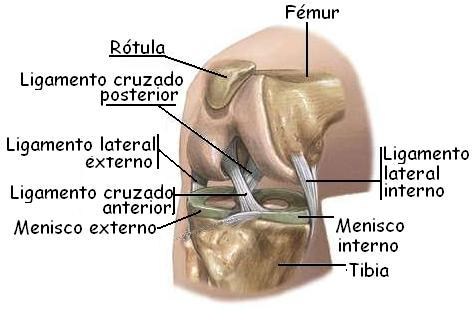 Fémur
Rótula
Ligamento cruzado
posterior
Ligamento lateral
externo
Ligamento cruzado
anterior
Menisco externo
Ligamento
lateral
interno
Menisco
interno
Tibia